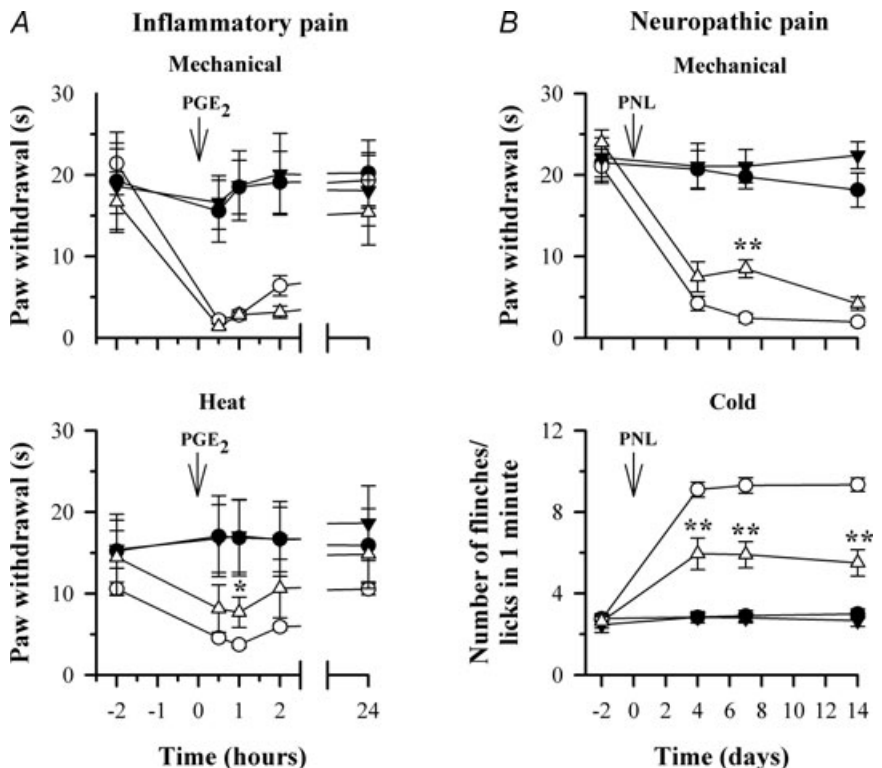 A
Inflammatory pain
Mechanical
30
20
10
0
Paw withdrawal (s)
PGE2
Heat
30
20
10
0
Paw withdrawal (s)
PGE2
*
-2 -1 0 1 2 24
Time (hours)
B
Neuropathic pain
Mechanical
30
20
10
0
Paw withdrawal (s)
PNL
**
Cold
12
9
6
3
0
Number of flinches/
licks in 1 minute
PNL
** ** **
-2 0 2 4 6 8 10 12 14
Time (days)